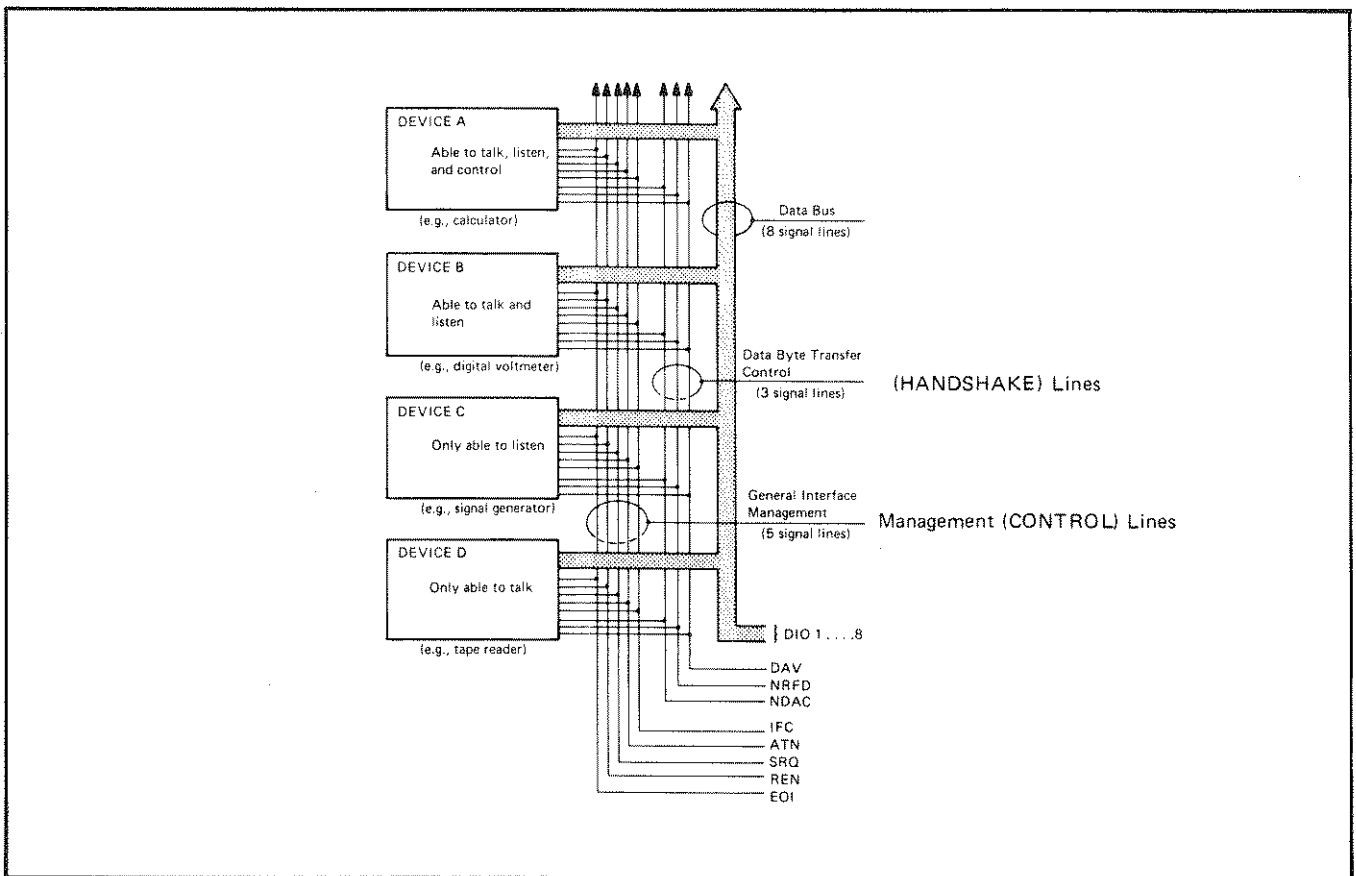 DEVICE A
Able to talk, listen,
and control
(e.g., calculator)
Data Bus
(8 signal lines)
DEVICE B
Able to talk and
listen
(e.g., digital voltmeter)
Data Byte Transfer
Control
(3 signal lines)
(HANDSHAKE) Lines
DEVICE C
Only able to listen
(e.g., signal generator)
General Interface
Management
(5 signal lines)
Management (CONTROL) Lines
DEVICE D
Only able to talk
(e.g., tape reader)
DIO 1 . . . . 8
DAV
NRFD
NDAC
IFC
ATN
SRQ
REN
EOI